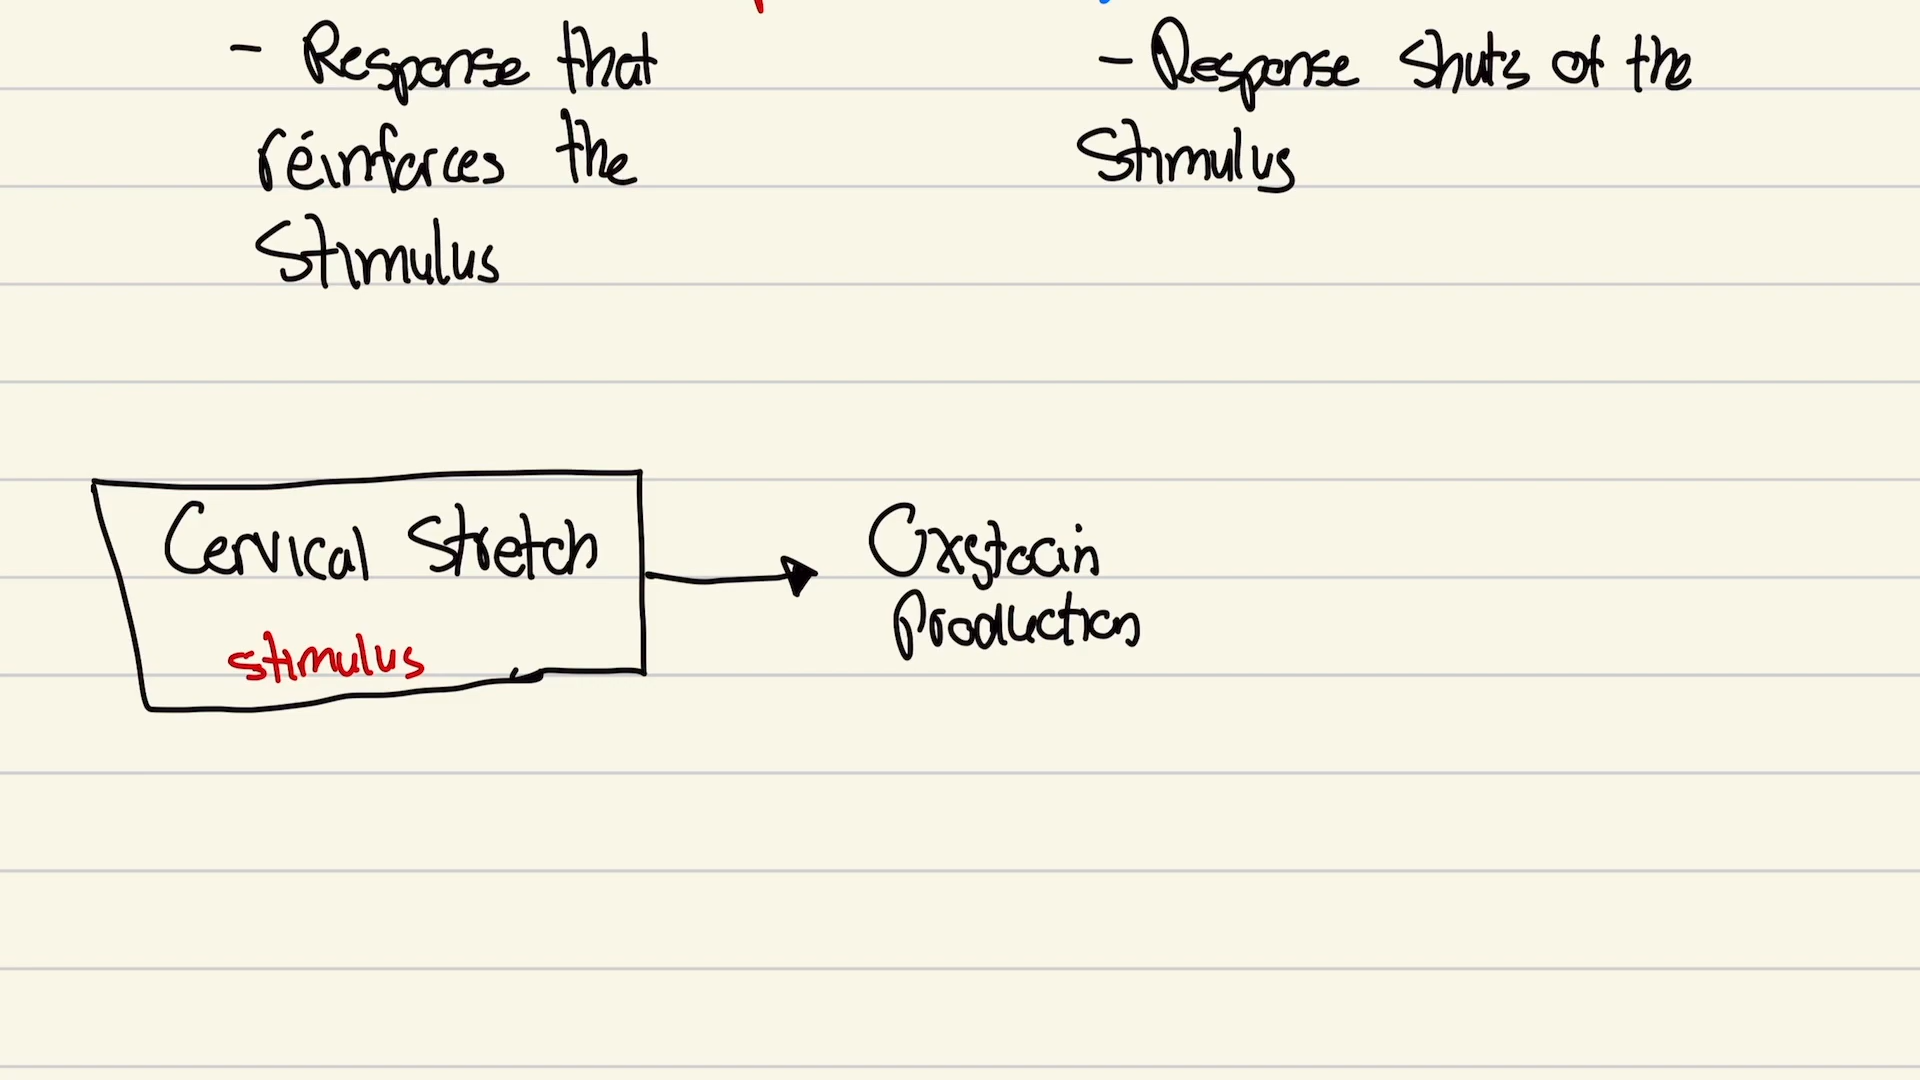 - Response that
reinforces the
Stimulus
- Response shuts of the
Stimulus
Cervical Stretch
stimulus
Oxytocin
Production